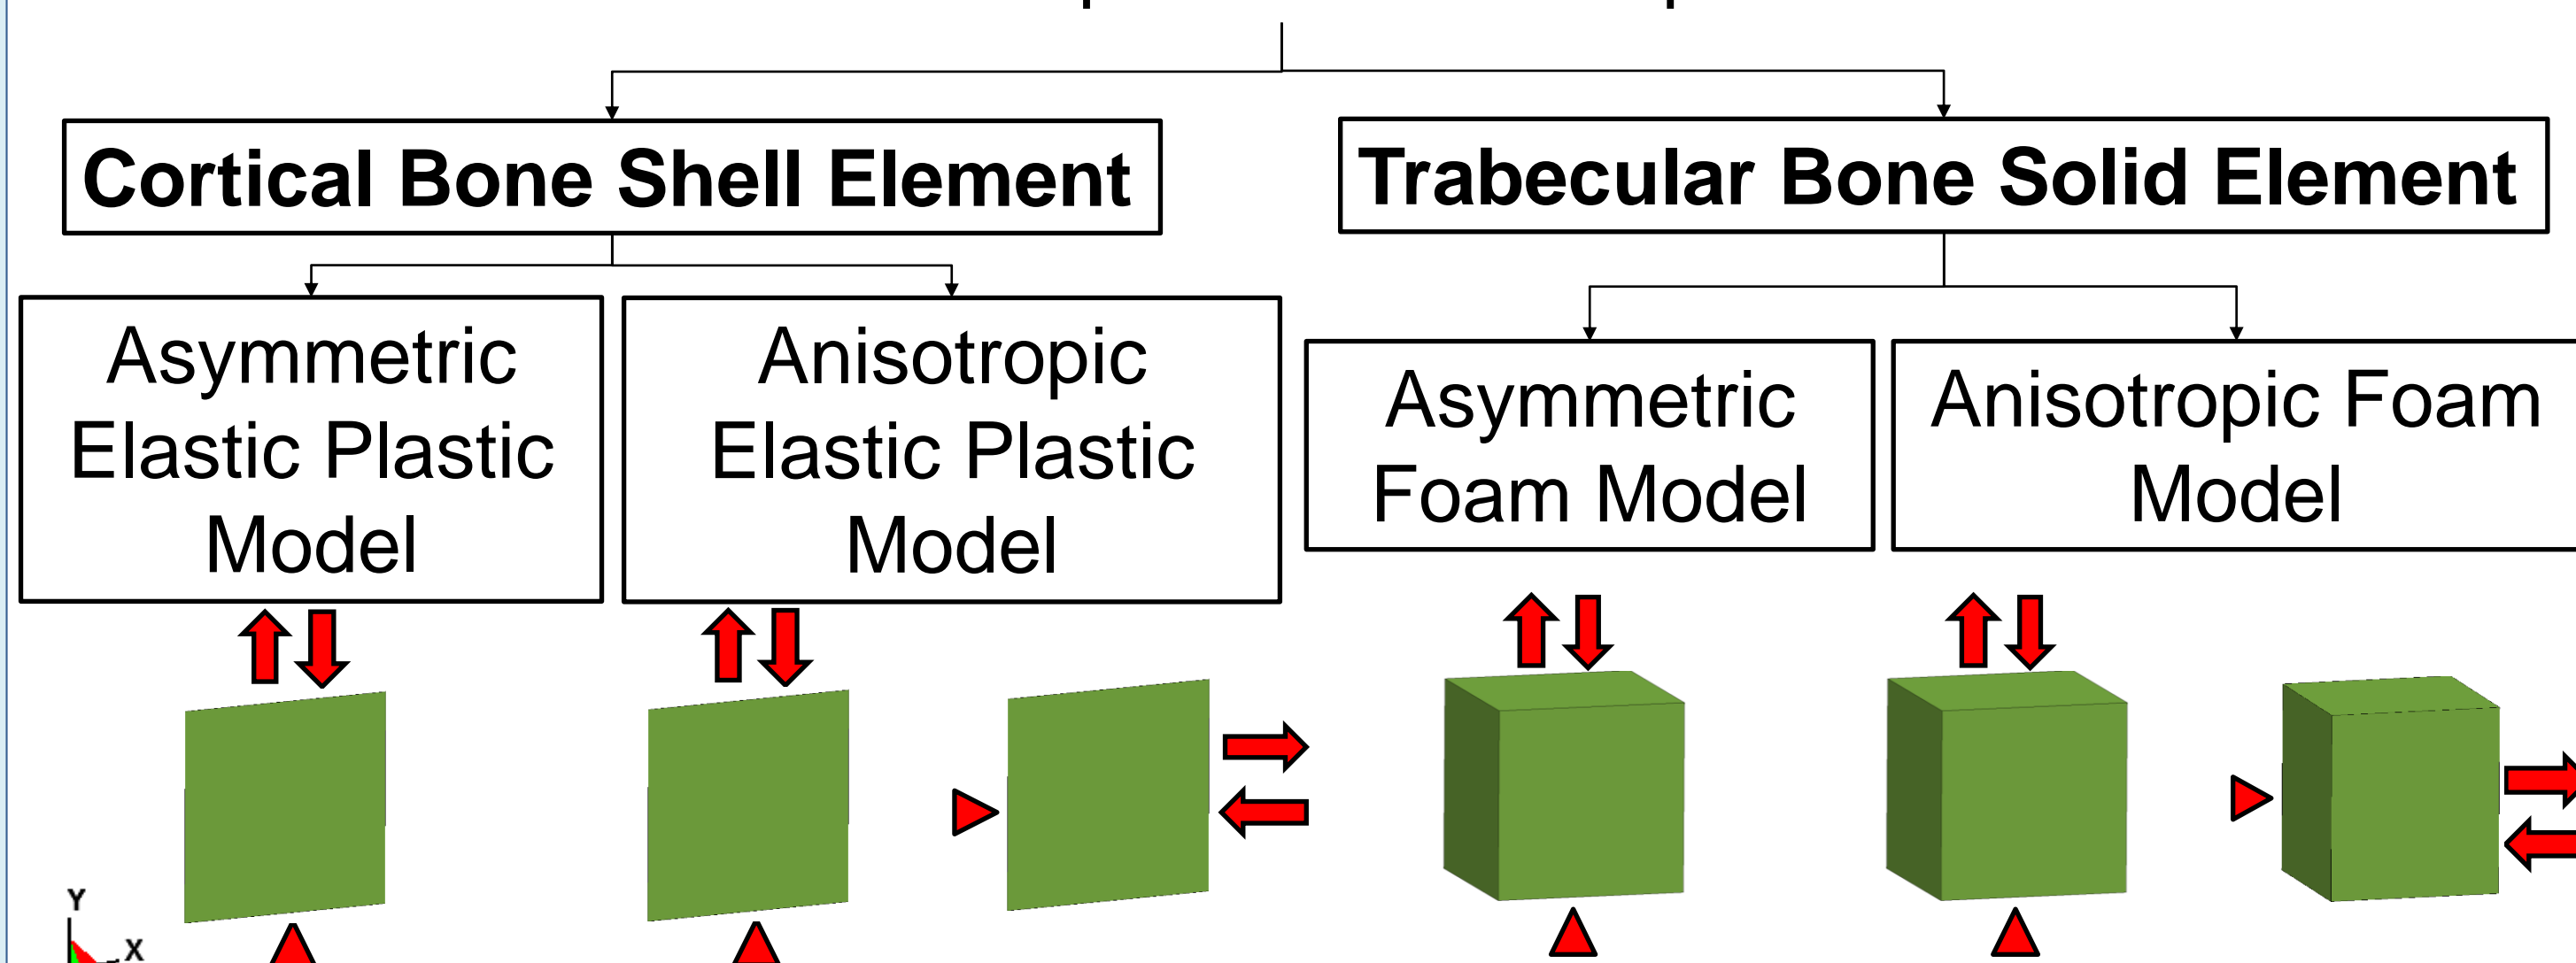 Cortical Bone Shell Element
Trabecular Bone Solid Element
Asymmetric
Elastic Plastic
Model
Anisotropic
Elastic Plastic
Model
Asymmetric
Foam Model
Anisotropic Foam
Model
Y
X